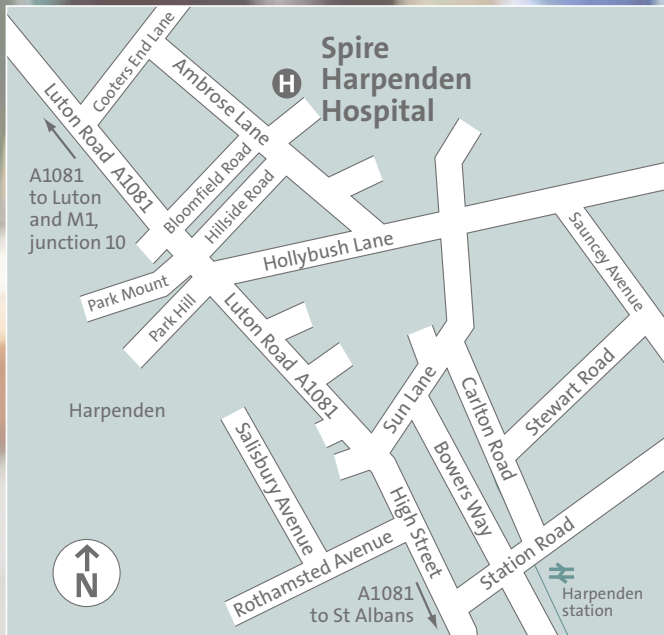 Spire
Harpenden
Hospital
H
Cooters End Lane
Ambrose Lane
Luton Road A1081
A1081
to Luton
and M1,
junction 10
Bloomfield Road
Hillside Road
Hollybush Lane
Sauncey Avenue
Park Mount
Park Hill
Luton Road A1081
Harpenden
Sun Lane
Carlton Road
Stewart Road
Salisbury Avenue
Bowers Way
High Street
Rothamsted Avenue
Station Road
A1081
to St Albans
Harpenden
station
N